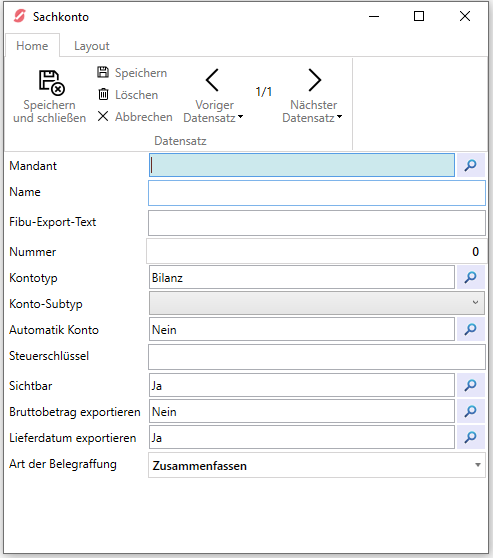 Sachkonto
Home Layout
Speichern
und schließen
Speichern
Löschen
Abbrechen
Voriger
Datensatz
1/1
Nächster
Datensatz
Datensatz
Mandant
Name
Fibu-Export-Text
Nummer 0
Kontotyp Bilanz
Konto-Subtyp
Automatik Konto Nein
Steuerschlüssel
Sichtbar Ja
Bruttobetrag exportieren Nein
Lieferdatum exportieren Ja
Art der Belegraffung Zusammenfassen